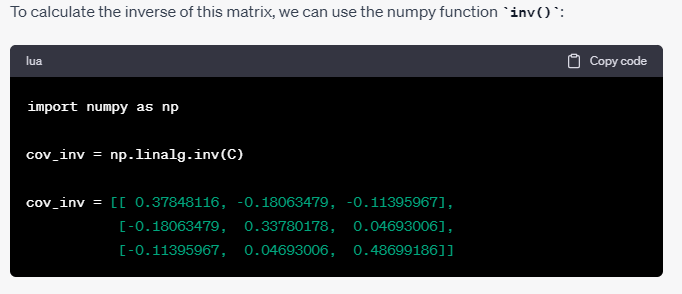 To calculate the inverse of this matrix, we can use the numpy function `inv()`:
lua Copy code
import numpy as np
cov_inv = np.linalg.inv(C)
cov_inv = [[ 0.37848116, -0.18063479, -0.11395967],
[-0.18063479, 0.33780178, 0.04693006],
[-0.11395967, 0.04693006, 0.48699186]]